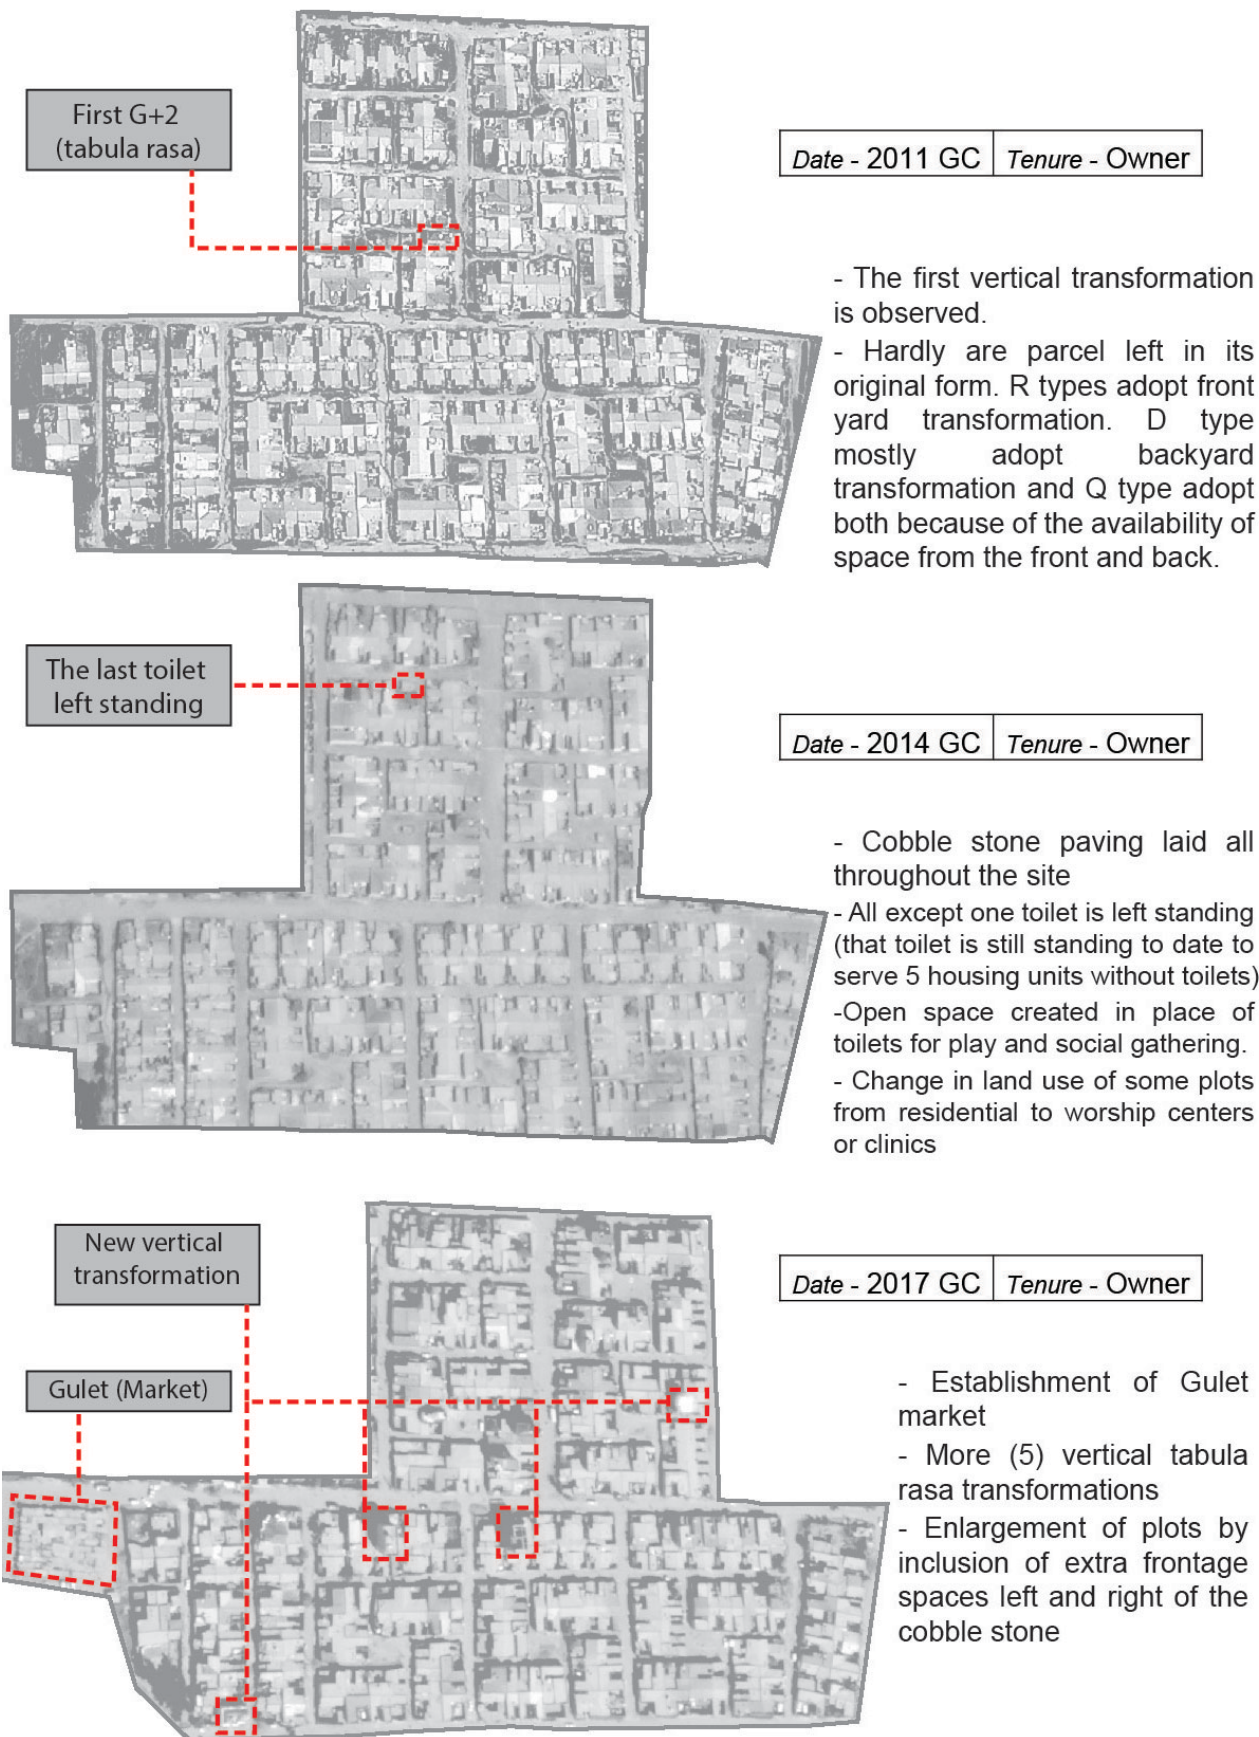 First G+2
(tabula rasa)
Date - 2011 GC Tenure - Owner
- The first vertical transformation
is observed.
- Hardly are parcel left in its
original form. R types adopt front
yard transformation. D type
mostly adopt backyard
transformation and Q type adopt
both because of the availability of
space from the front and back.
The last toilet
left standing
Date - 2014 GC Tenure - Owner
- Cobble stone paving laid all
throughout the site
- All except one toilet is left standing
(that toilet is still standing to date to
serve 5 housing units without toilets)
-Open space created in place of
toilets for play and social gathering.
- Change in land use of some plots
from residential to worship centers
or clinics
New vertical
transformation
Gulet (Market)
Date - 2017 GC Tenure - Owner
- Establishment of Gulet
market
- More (5) vertical tabula
rasa transformations
- Enlargement of plots by
inclusion of extra frontage
spaces left and right of the
cobble stone